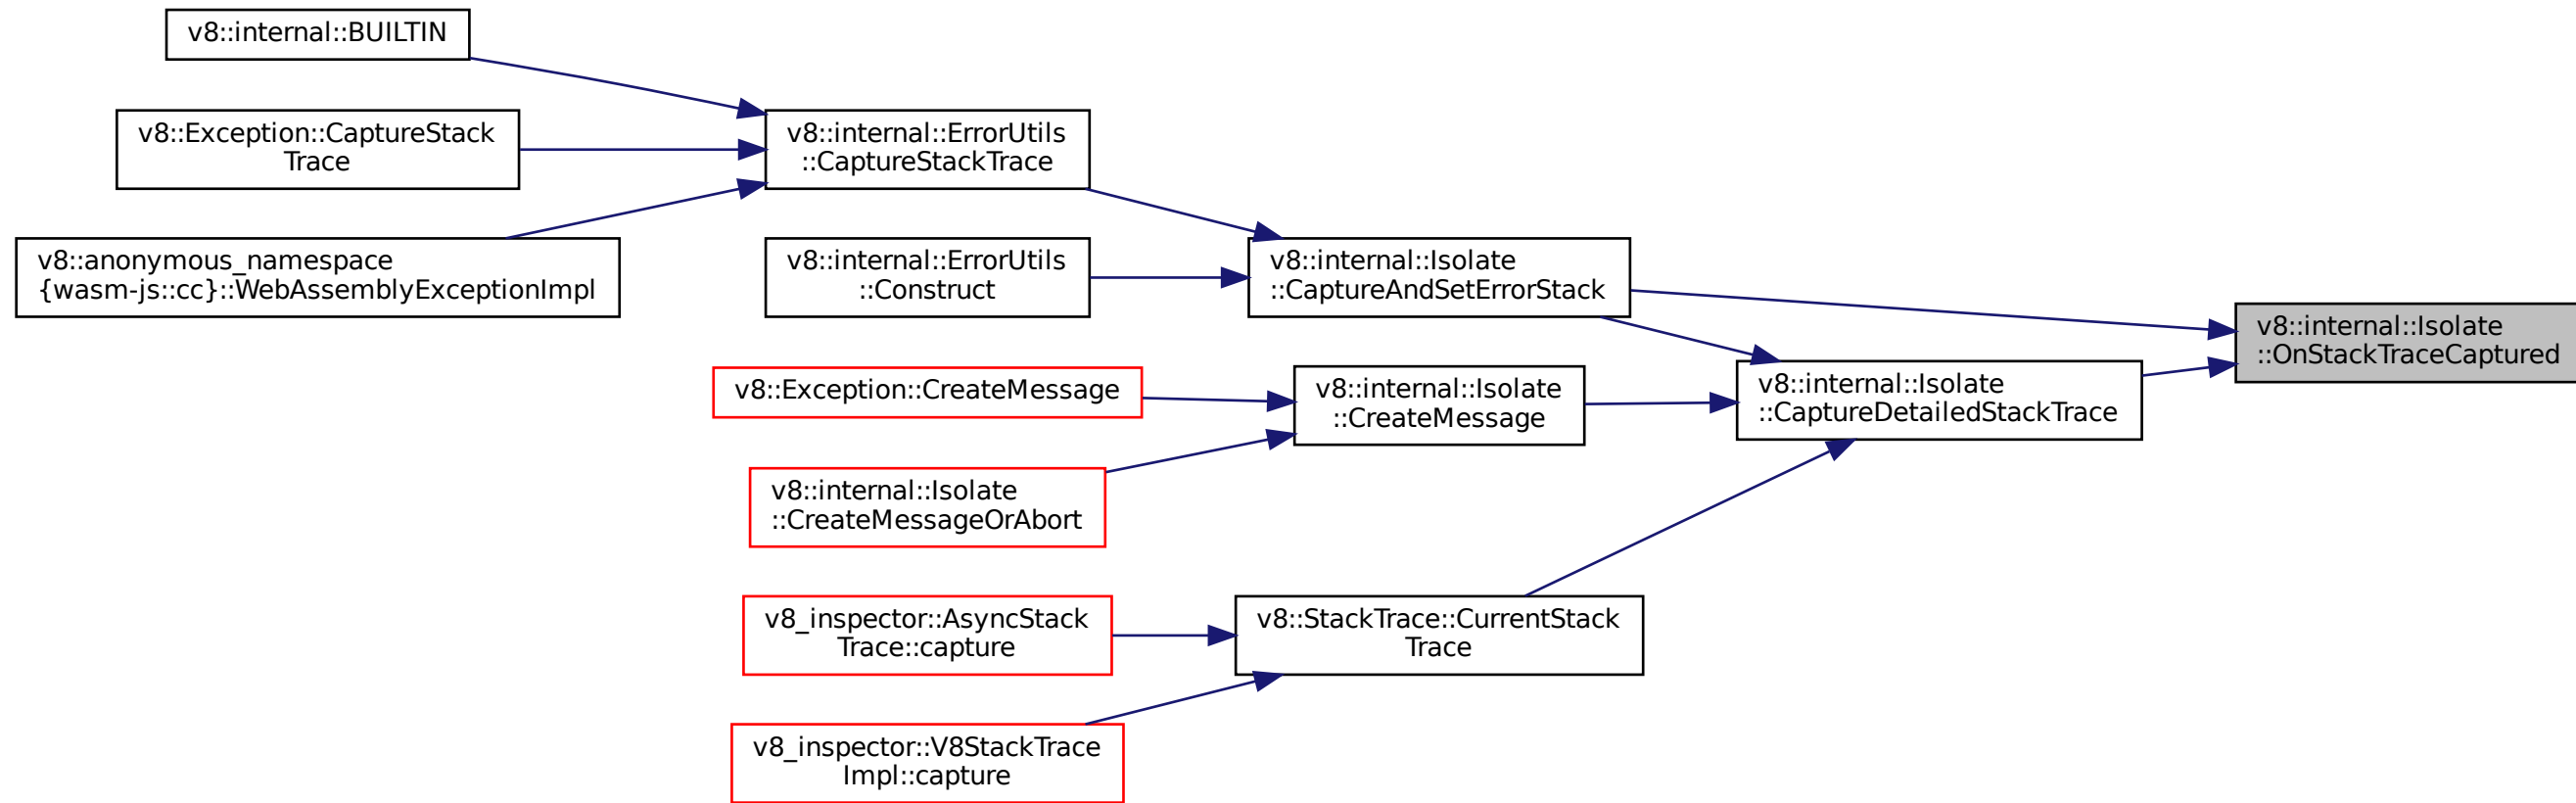 v8::internal::BUILTIN
v8::Exception::CaptureStack
Trace
v8::anonymous_namespace
{wasm-js::cc}::WebAssemblyExceptionImpl
v8::internal::ErrorUtils
::CaptureStackTrace
v8::internal::ErrorUtils
::Construct
v8::Exception::CreateMessage
v8::internal::Isolate
::CreateMessageOrAbort
v8_inspector::AsyncStack
Trace::capture
v8_inspector::V8StackTrace
Impl::capture
v8::internal::Isolate
::CaptureAndSetErrorStack
v8::internal::Isolate
::CreateMessage
v8::StackTrace::CurrentStack
Trace
v8::internal::Isolate
::CaptureDetailedStackTrace
v8::internal::Isolate
::OnStackTraceCaptured